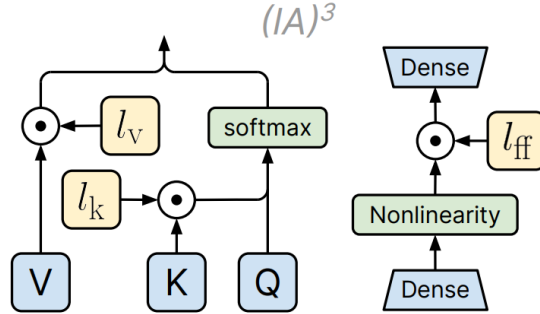 (IA)³
Dense
l_v
softmax
l_ff
l_k
Nonlinearity
V
K
Q
Dense